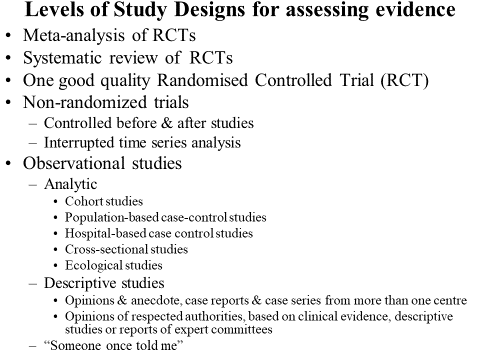 Levels of Study Designs for assessing evidence
• Meta-analysis of RCTs
• Systematic review of RCTs
• One good quality Randomised Controlled Trial (RCT)
• Non-randomized trials
– Controlled before & after studies
– Interrupted time series analysis
• Observational studies
– Analytic
• Cohort studies
• Population-based case-control studies
• Hospital-based case control studies
• Cross-sectional studies
• Ecological studies
– Descriptive studies
• Opinions & anecdote, case reports & case series from more than one centre
• Opinions of respected authorities, based on clinical evidence, descriptive
studies or reports of expert committees
– “Someone once told me”